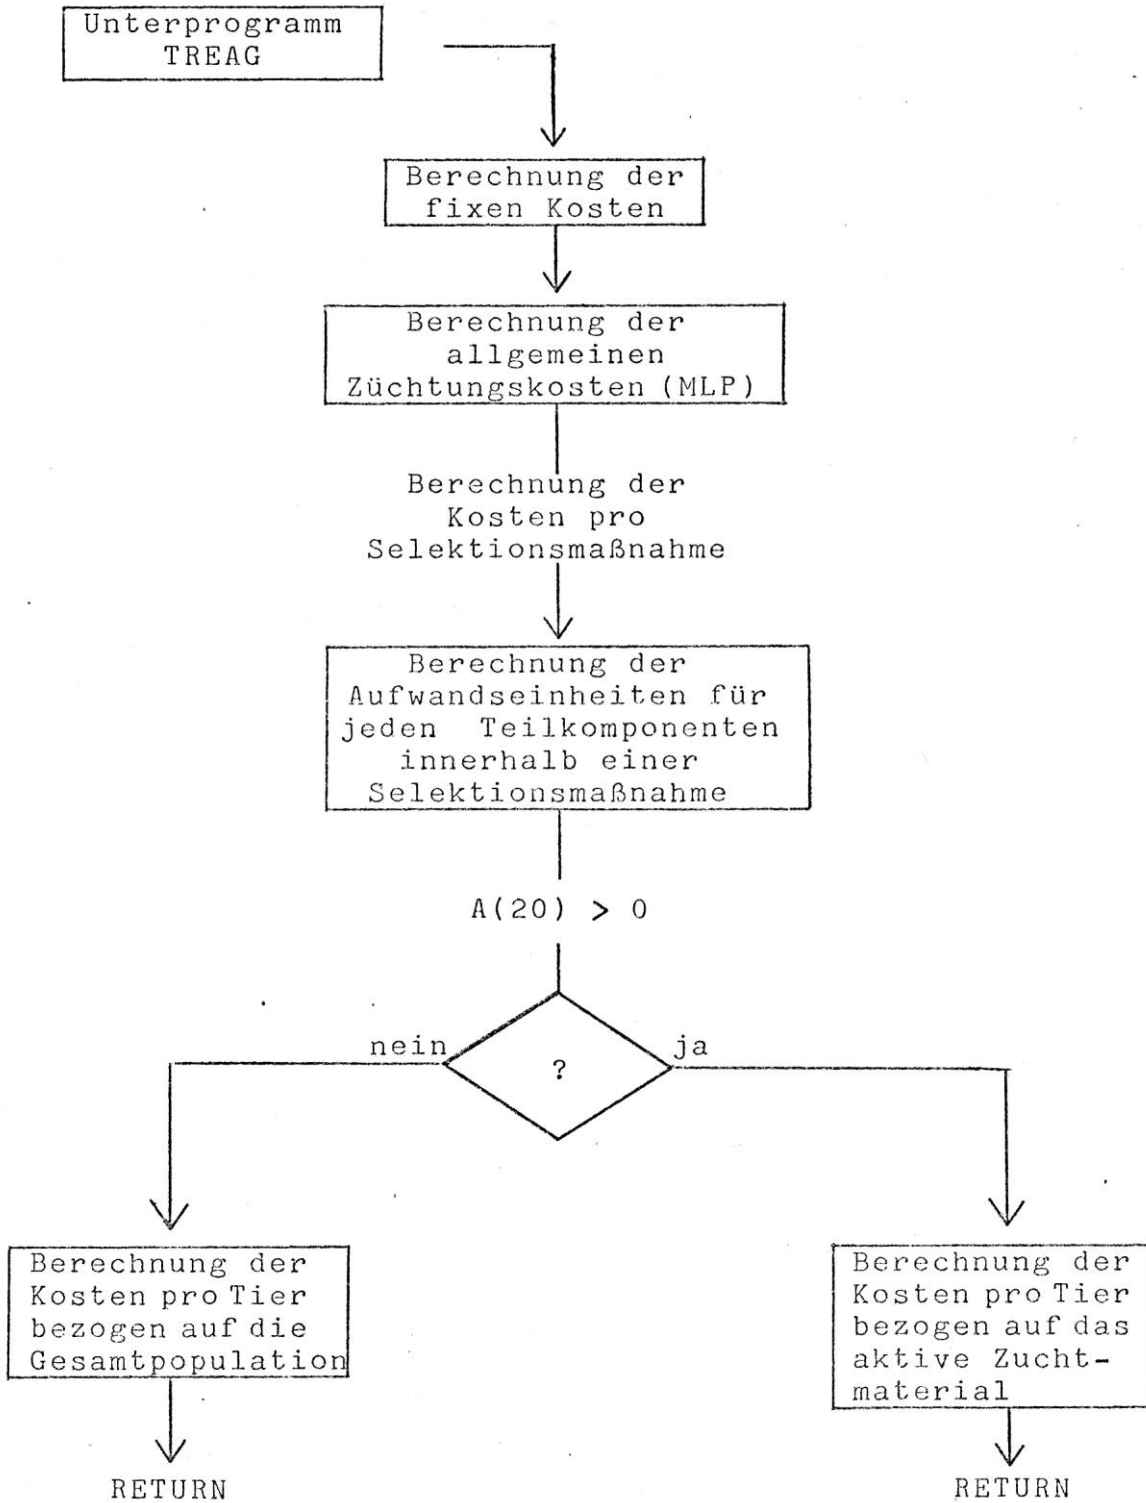 Unterprogramm
TREAG
Berechnung der
fixen Kosten
Berechnung der
allgemeinen
Züchtungskosten (MLP)
Berechnung der
Kosten pro
Selektionsmaßnahme
Berechnung der
Aufwandseinheiten für
jeden Teilkomponenten
innerhalb einer
Selektionsmaßnahme
A(20) > 0
nein
?
ja
Berechnung der
Kosten pro Tier
bezogen auf die
Gesamtpopulation
RETURN
Berechnung der
Kosten pro Tier
bezogen auf das
aktive Zucht-
material
RETURN